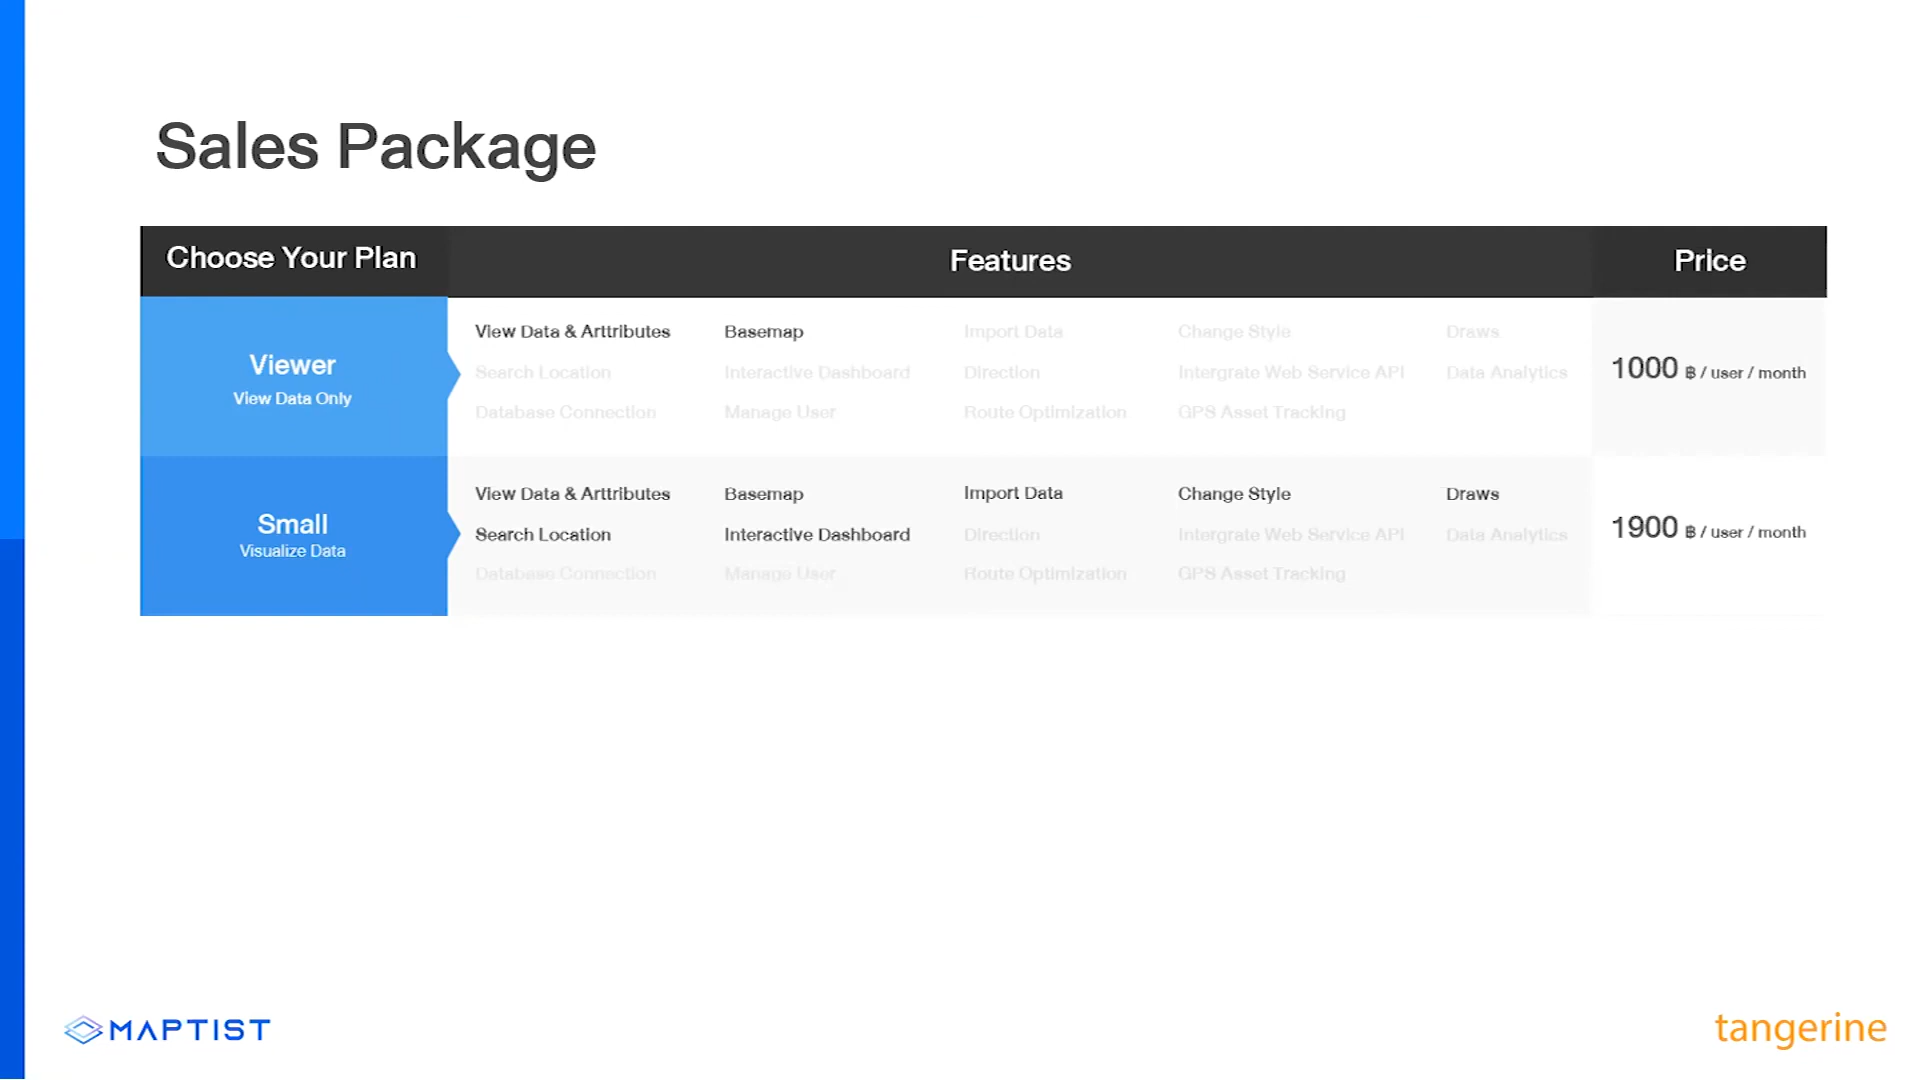 Sales Package
Choose Your Plan Features Price
Viewer
View Data Only
View Data & Arttributes Basemap Import Data Change Style Draws
Search Location Interactive Dashboard Direction Intergrate Web Service API Data Analytics
Database Connection Manage User Route Optimization GPS Asset Tracking
1000 ฿ / user / month
Small
Visualize Data
View Data & Arttributes Basemap Import Data Change Style Draws
Search Location Interactive Dashboard Direction Intergrate Web Service API Data Analytics
Database Connection Manage User Route Optimization GPS Asset Tracking
1900 ฿ / user / month
MAPTIST
tangerine